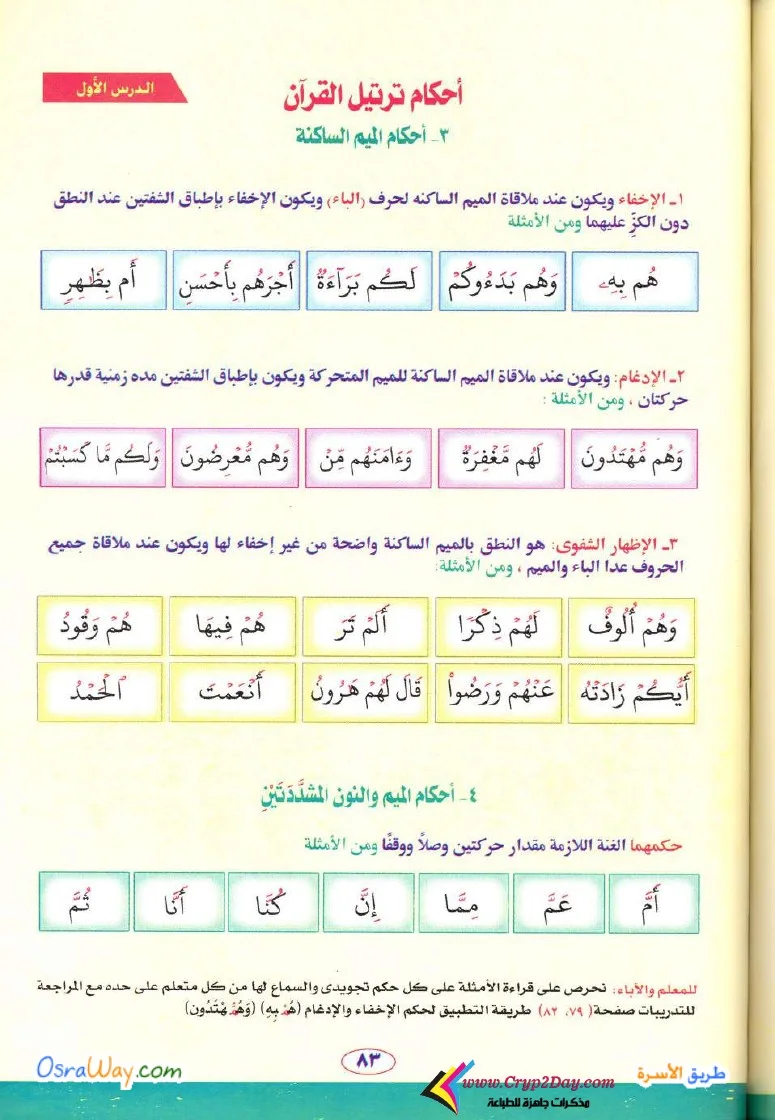 الدرس الأول
أحكام ترتيل القرآن
٣- أحكام الميم الساكنة
١- الإخفاء ويكون عند ملاقاة الميم الساكنه لحرف (الباء) ويكون الإخفاء بإطباق الشفتين عند النطق
دون الكزِّ عليهما ومن الأمثلة
هُم بِهِۦ وَهُم بَدَءُوكُمْ لَكُم بَرَآءَةٌ أَجْرَهُم بِأَحْسَنِ أَم بِظَٰهِرٍ
٢- الإدغام: ويكون عند ملاقاة الميم الساكنة للميم المتحركة ويكون بإطباق الشفتين مده زمنية قدرها
حركتان ، ومن الأمثلة :
وَهُم مُّهْتَدُونَ لَهُم مَّغْفِرَةٌ وَءَامَنَهُم مِّنْ وَهُم مُّعْرِضُونَ وَلَكُم مَّا كَسَبْتُمْ
٣- الإظهار الشفوى: هو النطق بالميم الساكنة واضحة من غير إخفاء لها ويكون عند ملاقاة جميع
الحروف عدا الباء والميم ، ومن الأمثلة:
وَهُمْ أُلُوفٌ لَهُمْ ذِكْرًا أَلَمْ تَرَ هُمْ فِيهَا هُمْ وَقُودُ
أَيُّكُمْ زَادَتْهُ عَنْهُمْ وَرَضُوا۟ قَالَ لَهُمْ هَٰرُونُ أَنْعَمْتَ ٱلْحَمْدُ
٤- أحكام الميم والنون المشدَّدَتَيْنِ
حكمهما الغنة اللازمة مقدار حركتين وصلاً ووقفًا ومن الأمثلة
أَمَّ عَمَّ مِمَّا إِنَّ كُنَّا أَنَّا ثُمَّ
للمعلم والأباء: نحرص على قراءة الأمثلة على كل حكم تجويدى والسماع لها من كل متعلم على حده مع المراجعة
للتدريبات صفحة( ٧٩، ٨٢) طريقة التطبيق لحكم الإخفاء والإدغام (هُمْ بِهِ) (وَهُمْ مْهْتَدُون)
٨٣
OsraWay.com
www.Cryp2Day.com
مذكرات جاهزة للطباعة
طريق الأسرة